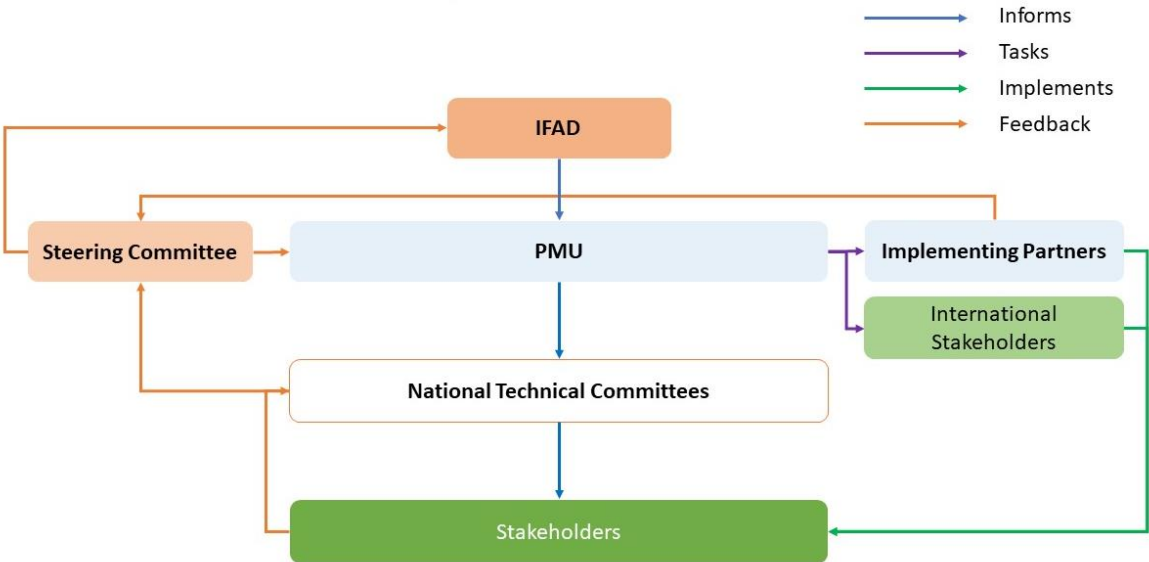 Informs
Tasks
Implements
Feedback
IFAD
Steering Committee
PMU
Implementing Partners
International
Stakeholders
National Technical Committees
Stakeholders